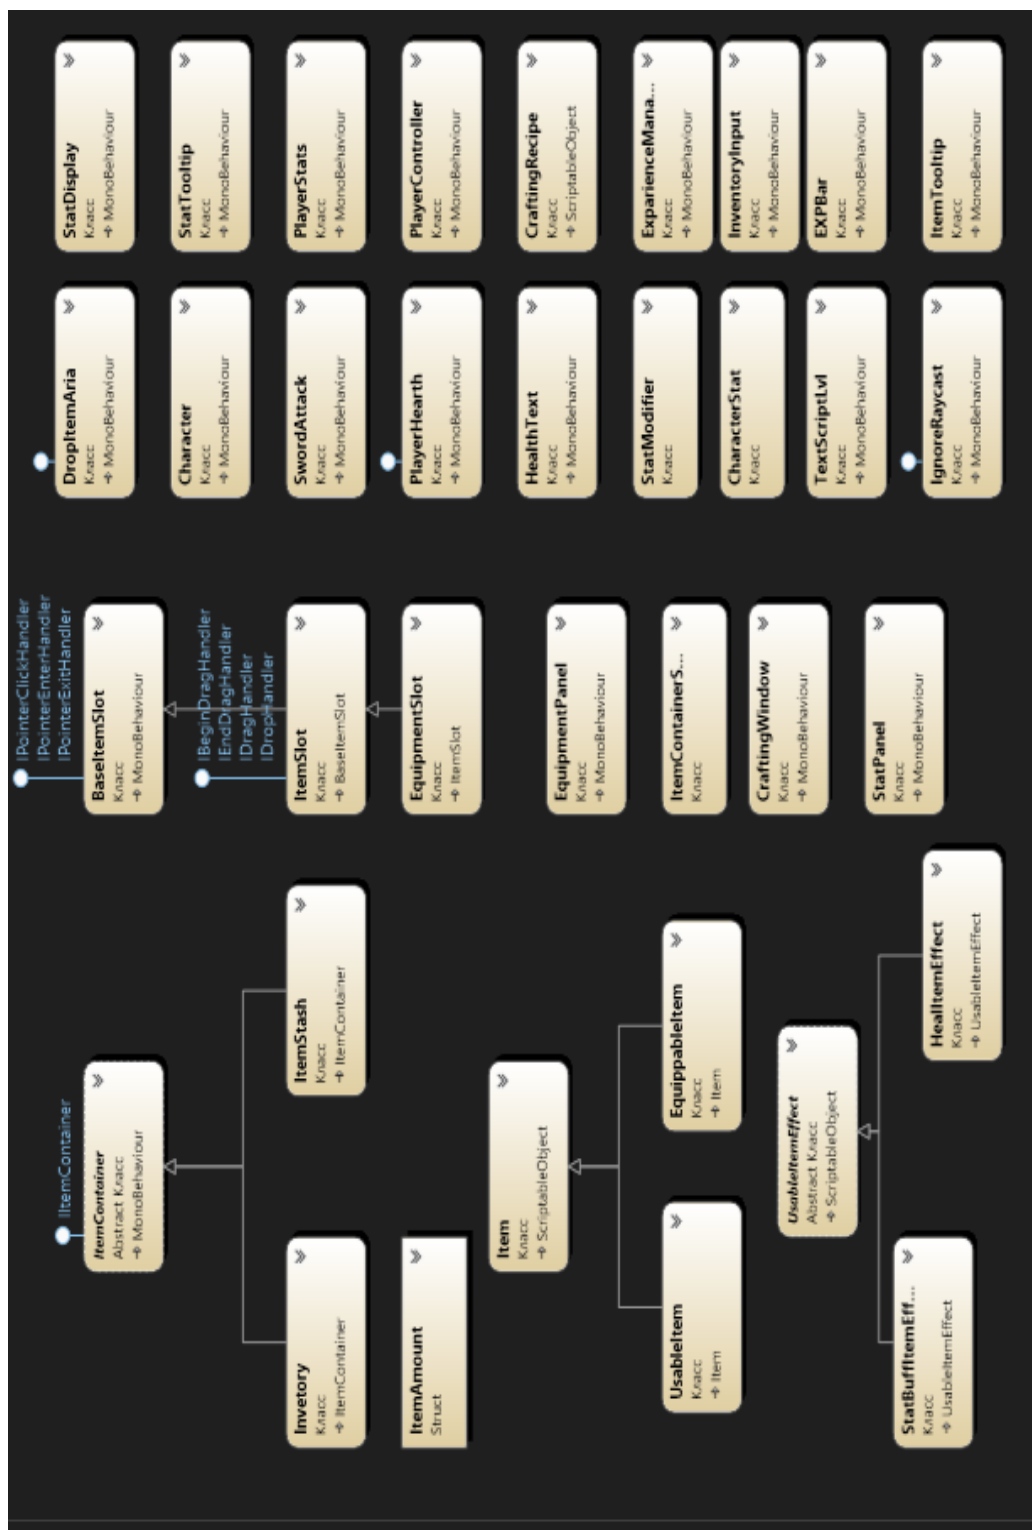 IItemContainer
ItemContainer
Abstract Класс
MonoBehaviour
IPointerClickHandler
IPointerEnterHandler
IPointerExitHandler
BaseItemSlot
Класс
MonoBehaviour
DropItemAria
Класс
MonoBehaviour
StatDisplay
Класс
MonoBehaviour
Character
Класс
MonoBehaviour
StatTooltip
Класс
MonoBehaviour
Invetory
Класс
ItemContainer
ItemStash
Класс
ItemContainer
IBeginDragHandler
IEndDragHandler
IDragHandler
IDropHandler
ItemSlot
Класс
BaseItemSlot
SwordAttack
Класс
MonoBehaviour
PlayerStats
Класс
MonoBehaviour
ItemAmount
Struct
EquipmentSlot
Класс
ItemSlot
PlayerHearth
Класс
MonoBehaviour
PlayerController
Класс
MonoBehaviour
Item
Класс
ScriptableObject
EquipmentPanel
Класс
MonoBehaviour
HealthText
Класс
MonoBehaviour
CraftingRecipe
Класс
ScriptableObject
UsableItem
Класс
Item
EquippableItem
Класс
Item
ItemContainerS...
Класс
StatModifier
Класс
ExparienceMana...
Класс
MonoBehaviour
CraftingWindow
Класс
MonoBehaviour
CharacterStat
Класс
InventoryInput
Класс
MonoBehaviour
UsableItemEffect
Abstract Класс
ScriptableObject
TextScriptLvl
Класс
MonoBehaviour
EXPBar
Класс
MonoBehaviour
StatBuffItemEff...
Класс
UsableItemEffect
HealItemEffect
Класс
UsableItemEffect
StatPanel
Класс
MonoBehaviour
IgnoreRaycast
Класс
MonoBehaviour
ItemTooltip
Класс
MonoBehaviour